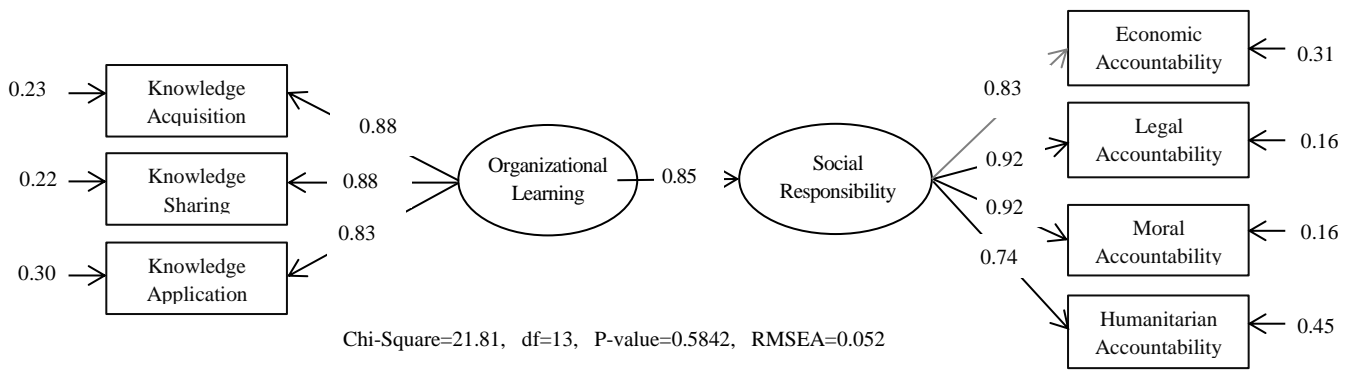 0.23
Knowledge
Acquisition
0.22
Knowledge
Sharing
0.30
Knowledge
Application
0.88
0.88
0.83
Organizational
Learning
0.85
Social
Responsibility
0.83
0.92
0.92
0.74
Economic
Accountability
0.31
Legal
Accountability
0.16
Moral
Accountability
0.16
Humanitarian
Accountability
0.45
Chi-Square=21.81, df=13, P-value=0.5842, RMSEA=0.052